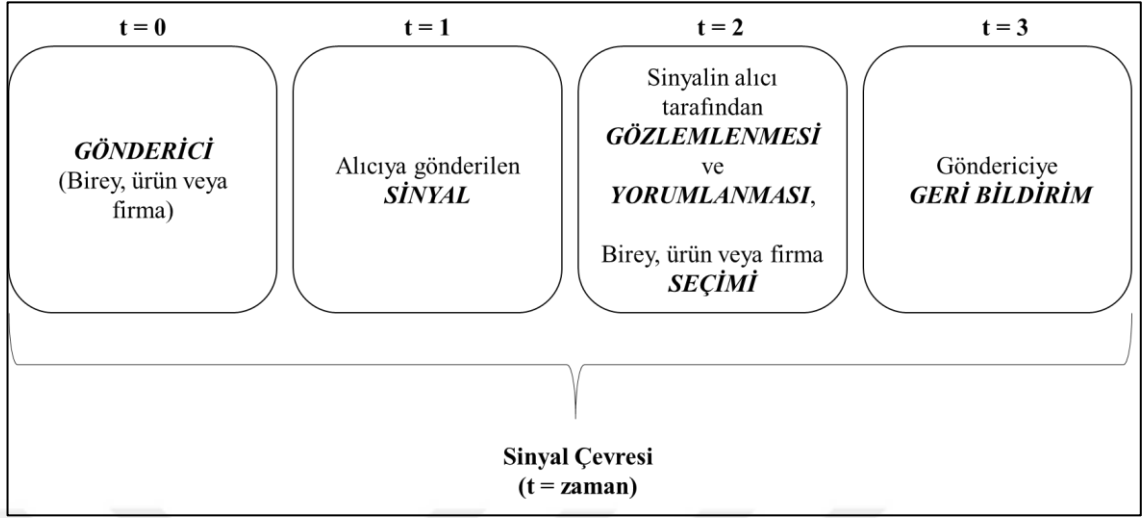 t = 0
t = 1
t = 2
t = 3
GÖNDERİCİ
(Birey, ürün veya
firma)
Alıcıya gönderilen
SİNYAL
Sinyalin alıcı
tarafından
GÖZLEMLENMESİ
ve
YORUMLANMASI,
Birey, ürün veya firma
SEÇİMİ
Göndericiye
GERİ BİLDİRİM
Sinyal Çevresi
(t = zaman)